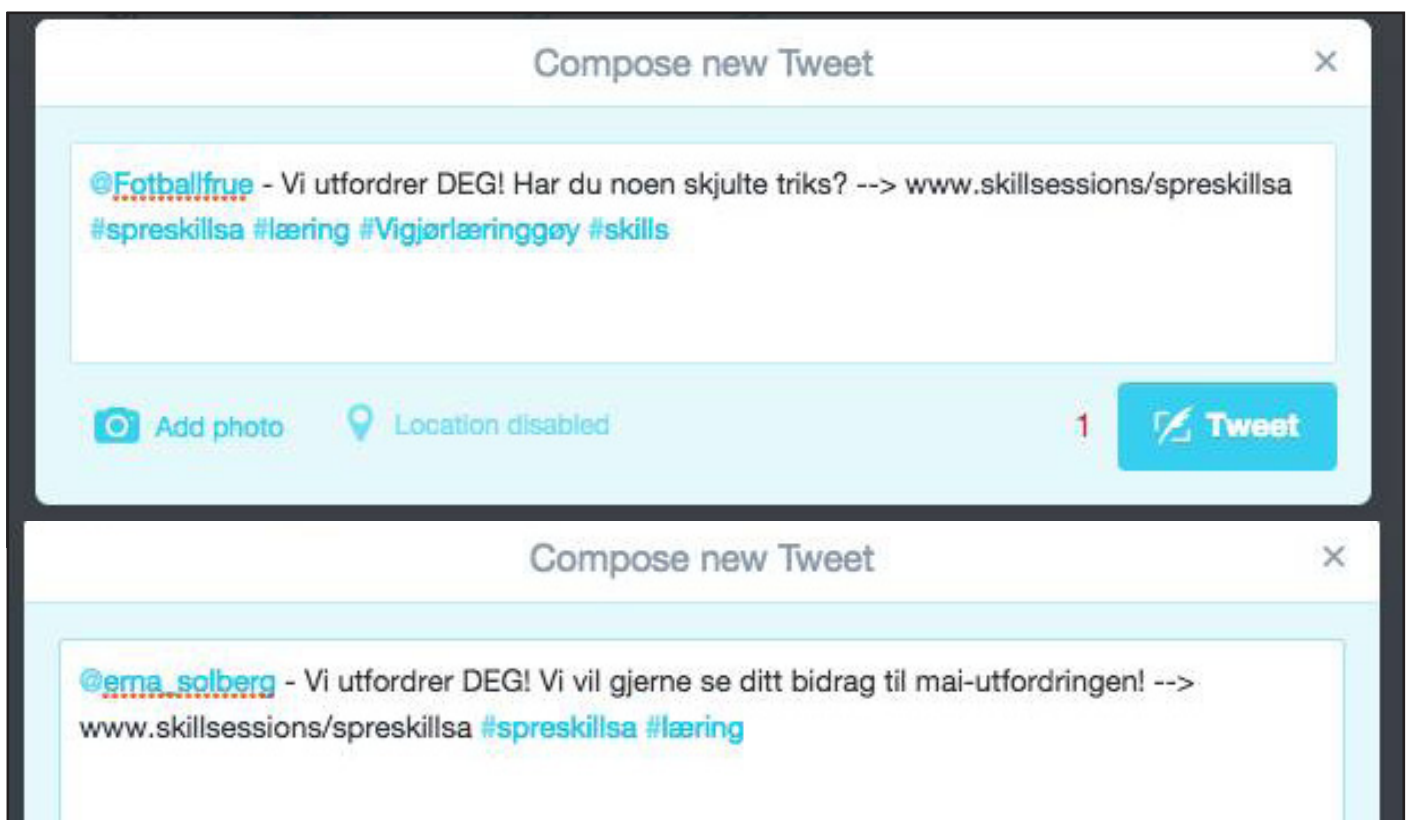 Compose new Tweet ×
@Fotballfrue - Vi utfordrer DEG! Har du noen skjulte triks? --> www.skillsessions/spreskillsa
#spreskillsa #læring #Vigjørlæringgøy #skills
Add photo Location disabled 1 Tweet
Compose new Tweet ×
@erna_solberg - Vi utfordrer DEG! Vi vil gjerne se ditt bidrag til mai-utfordringen! -->
www.skillsessions/spreskillsa #spreskillsa #læring